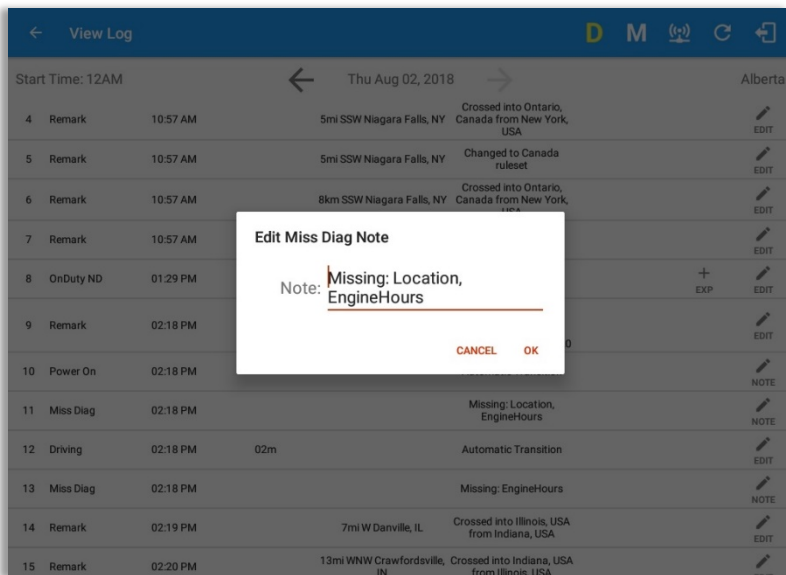 View Log
D M
Start Time: 12AM
Thu Aug 02, 2018
Alberta
4 Remark 10:57 AM 5mi SSW Niagara Falls, NY Crossed into Ontario, Canada from New York, USA EDIT
5 Remark 10:57 AM 5mi SSW Niagara Falls, NY Changed to Canada ruleset EDIT
6 Remark 10:57 AM 8km SSW Niagara Falls, NY Crossed into Ontario, Canada from New York, USA EDIT
7 Remark 10:57 AM EDIT
8 OnDuty ND 01:29 PM EXP EDIT
9 Remark 02:18 PM 0 EDIT
Edit Miss Diag Note
Note: Missing: Location,
EngineHours
CANCEL OK
10 Power On 02:18 PM NOTE
11 Miss Diag 02:18 PM Missing: Location, EngineHours NOTE
12 Driving 02:18 PM 02m Automatic Transition EDIT
13 Miss Diag 02:18 PM Missing: EngineHours NOTE
14 Remark 02:19 PM 7mi W Danville, IL Crossed into Illinois, USA from Indiana, USA EDIT
15 Remark 02:20 PM 13mi WNW Crawfordsville, IN Crossed into Indiana, USA from Illinois, USA